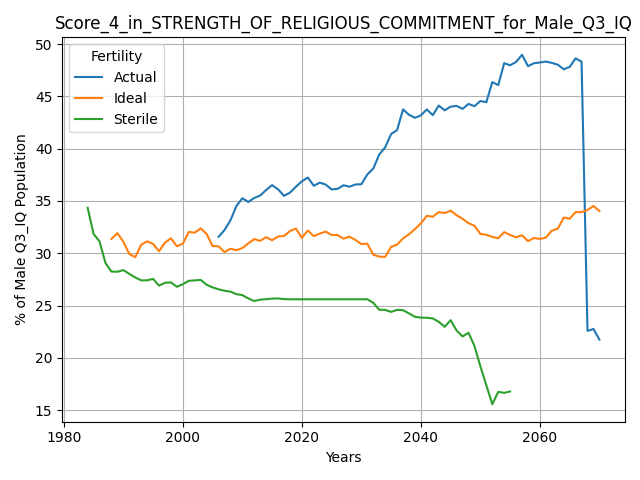 Score_4_in_STRENGTH_OF_RELIGIOUS_COMMITMENT_for_Male_Q3_IQ
Fertility
Actual
Ideal
Sterile
50
45
40
35
30
25
20
15
% of Male Q3_IQ Population
1980
2000
2020
2040
2060
Years